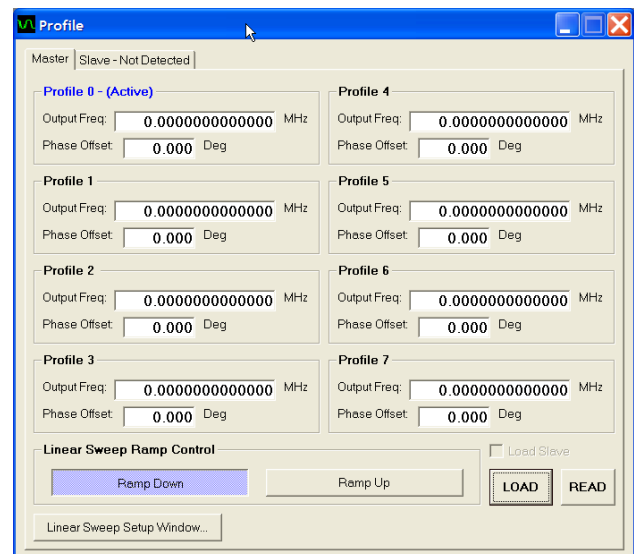 Profile
Master Slave - Not Detected
Profile 0 - (Active)
Output Freq: 0.0000000000000 MHz
Phase Offset: 0.000 Deg
Profile 4
Output Freq: 0.0000000000000 MHz
Phase Offset: 0.000 Deg
Profile 1
Output Freq: 0.0000000000000 MHz
Phase Offset: 0.000 Deg
Profile 5
Output Freq: 0.0000000000000 MHz
Phase Offset: 0.000 Deg
Profile 2
Output Freq: 0.0000000000000 MHz
Phase Offset: 0.000 Deg
Profile 6
Output Freq: 0.0000000000000 MHz
Phase Offset: 0.000 Deg
Profile 3
Output Freq: 0.0000000000000 MHz
Phase Offset: 0.000 Deg
Profile 7
Output Freq: 0.0000000000000 MHz
Phase Offset: 0.000 Deg
Linear Sweep Ramp Control
Ramp Down Ramp Up
Load Slave
LOAD READ
Linear Sweep Setup Window...